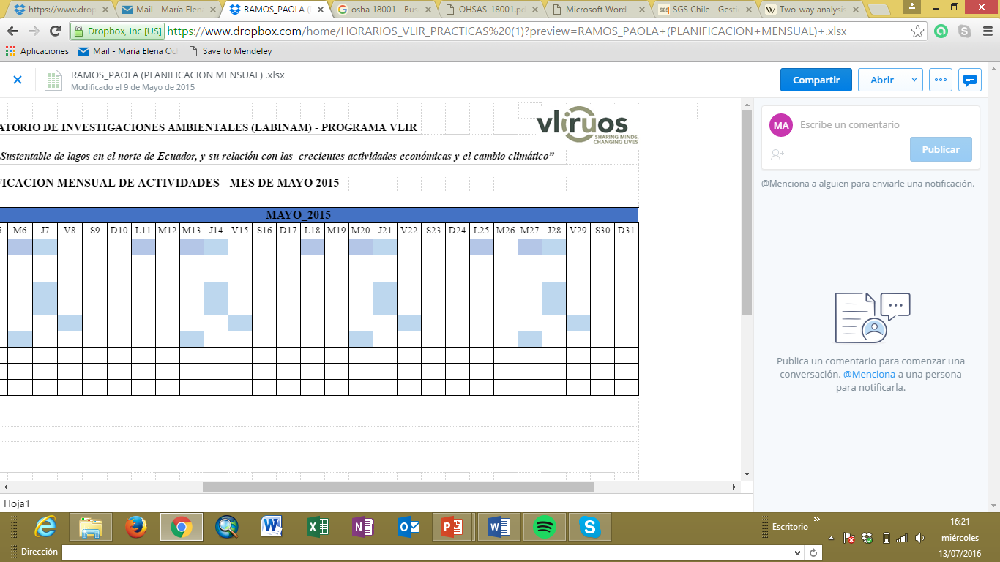 https://www.drop
Mail - María Elena
RAMOS_PAOLA (
osha 18001 - Bus
OHSAS-18001.pd
Microsoft Word -
SGS Chile - Gesti
Two-way analysis
Dropbox, Inc [US]
https://www.dropbox.com/home/HORARIOS_VLIR_PRACTICAS%20(1)?preview=RAMOS_PAOLA+(PLANIFICACION+MENSUAL)+.xlsx
Aplicaciones
Mail - María Elena Oc
Save to Mendeley
RAMOS_PAOLA (PLANIFICACION MENSUAL) .xlsx
Modificado el 9 de Mayo de 2015
Compartir
Abrir
vliruos
SHARING MINDS,
CHANGING LIVES
ATORIO DE INVESTIGACIONES AMBIENTALES (LABINAM) - PROGRAMA VLIR
Sustentable de lagos en el norte de Ecuador, y su relación con las crecientes actividades económicas y el cambio climático”
FICACION MENSUAL DE ACTIVIDADES - MES DE MAYO 2015
MAYO_2015
5 M6 J7 V8 S9 D10 L11 M12 M13 J14 V15 S16 D17 L18 M19 M20 J21 V22 S23 D24 L25 M26 M27 J28 V29 S30 D31
MA
Escribe un comentario
Publicar
@Menciona a alguien para enviarle una notificación.
Publica un comentario para comenzar una
conversación. @Menciona a una persona
para notificarla.
Hoja1
Escritorio
16:21
miércoles
13/07/2016
Dirección